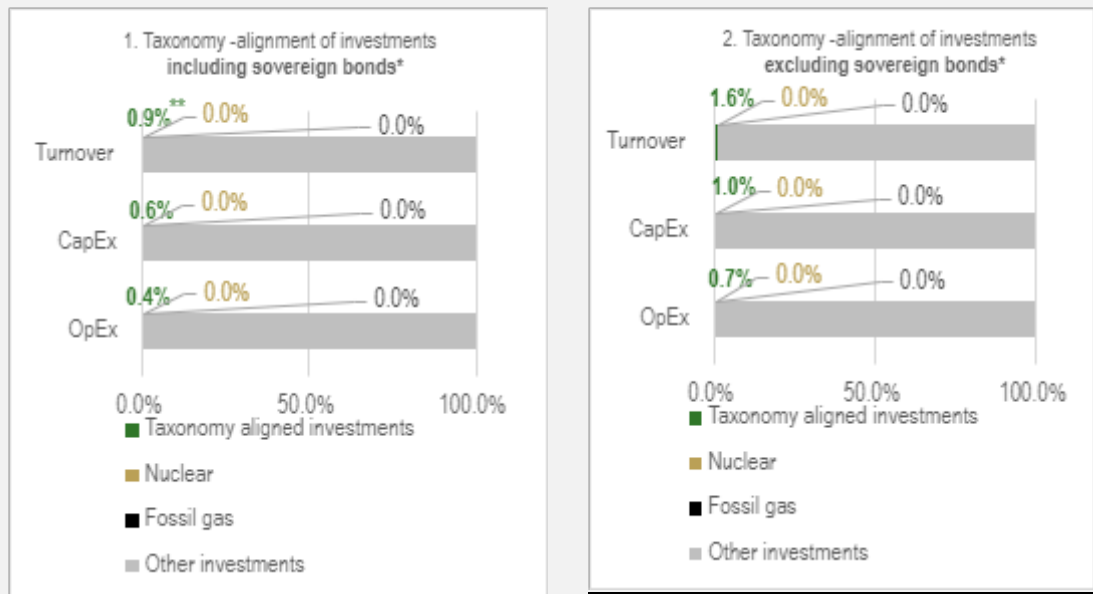 1. Taxonomy -alignment of investments
including sovereign bonds*
0.9%** 0.0% 0.0%
Turnover
0.6% 0.0% 0.0%
CapEx
0.4% 0.0% 0.0%
OpEx
0.0% 50.0% 100.0%
Taxonomy aligned investments
Nuclear
Fossil gas
Other investments
2. Taxonomy -alignment of investments
excluding sovereign bonds*
1.6% 0.0% 0.0%
Turnover
1.0% 0.0% 0.0%
CapEx
0.7% 0.0% 0.0%
OpEx
0.0% 50.0% 100.0%
Taxonomy aligned investments
Nuclear
Fossil gas
Other investments